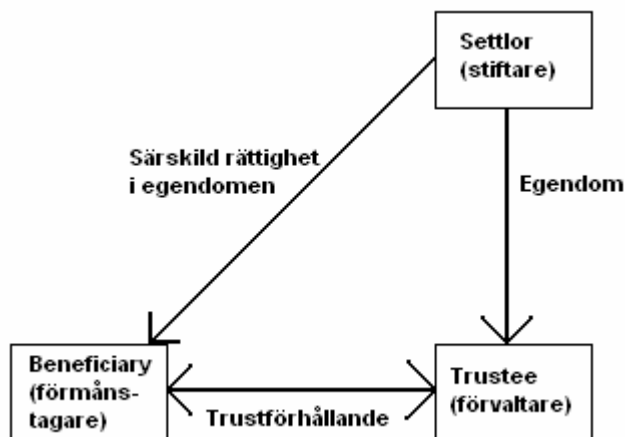 Settlor
(stiftare)
Särskild rättighet
i egendomen
Egendom
Beneficiary
(förmåns-
tagare)
Trustee
(förvaltare)
Trustförhållande